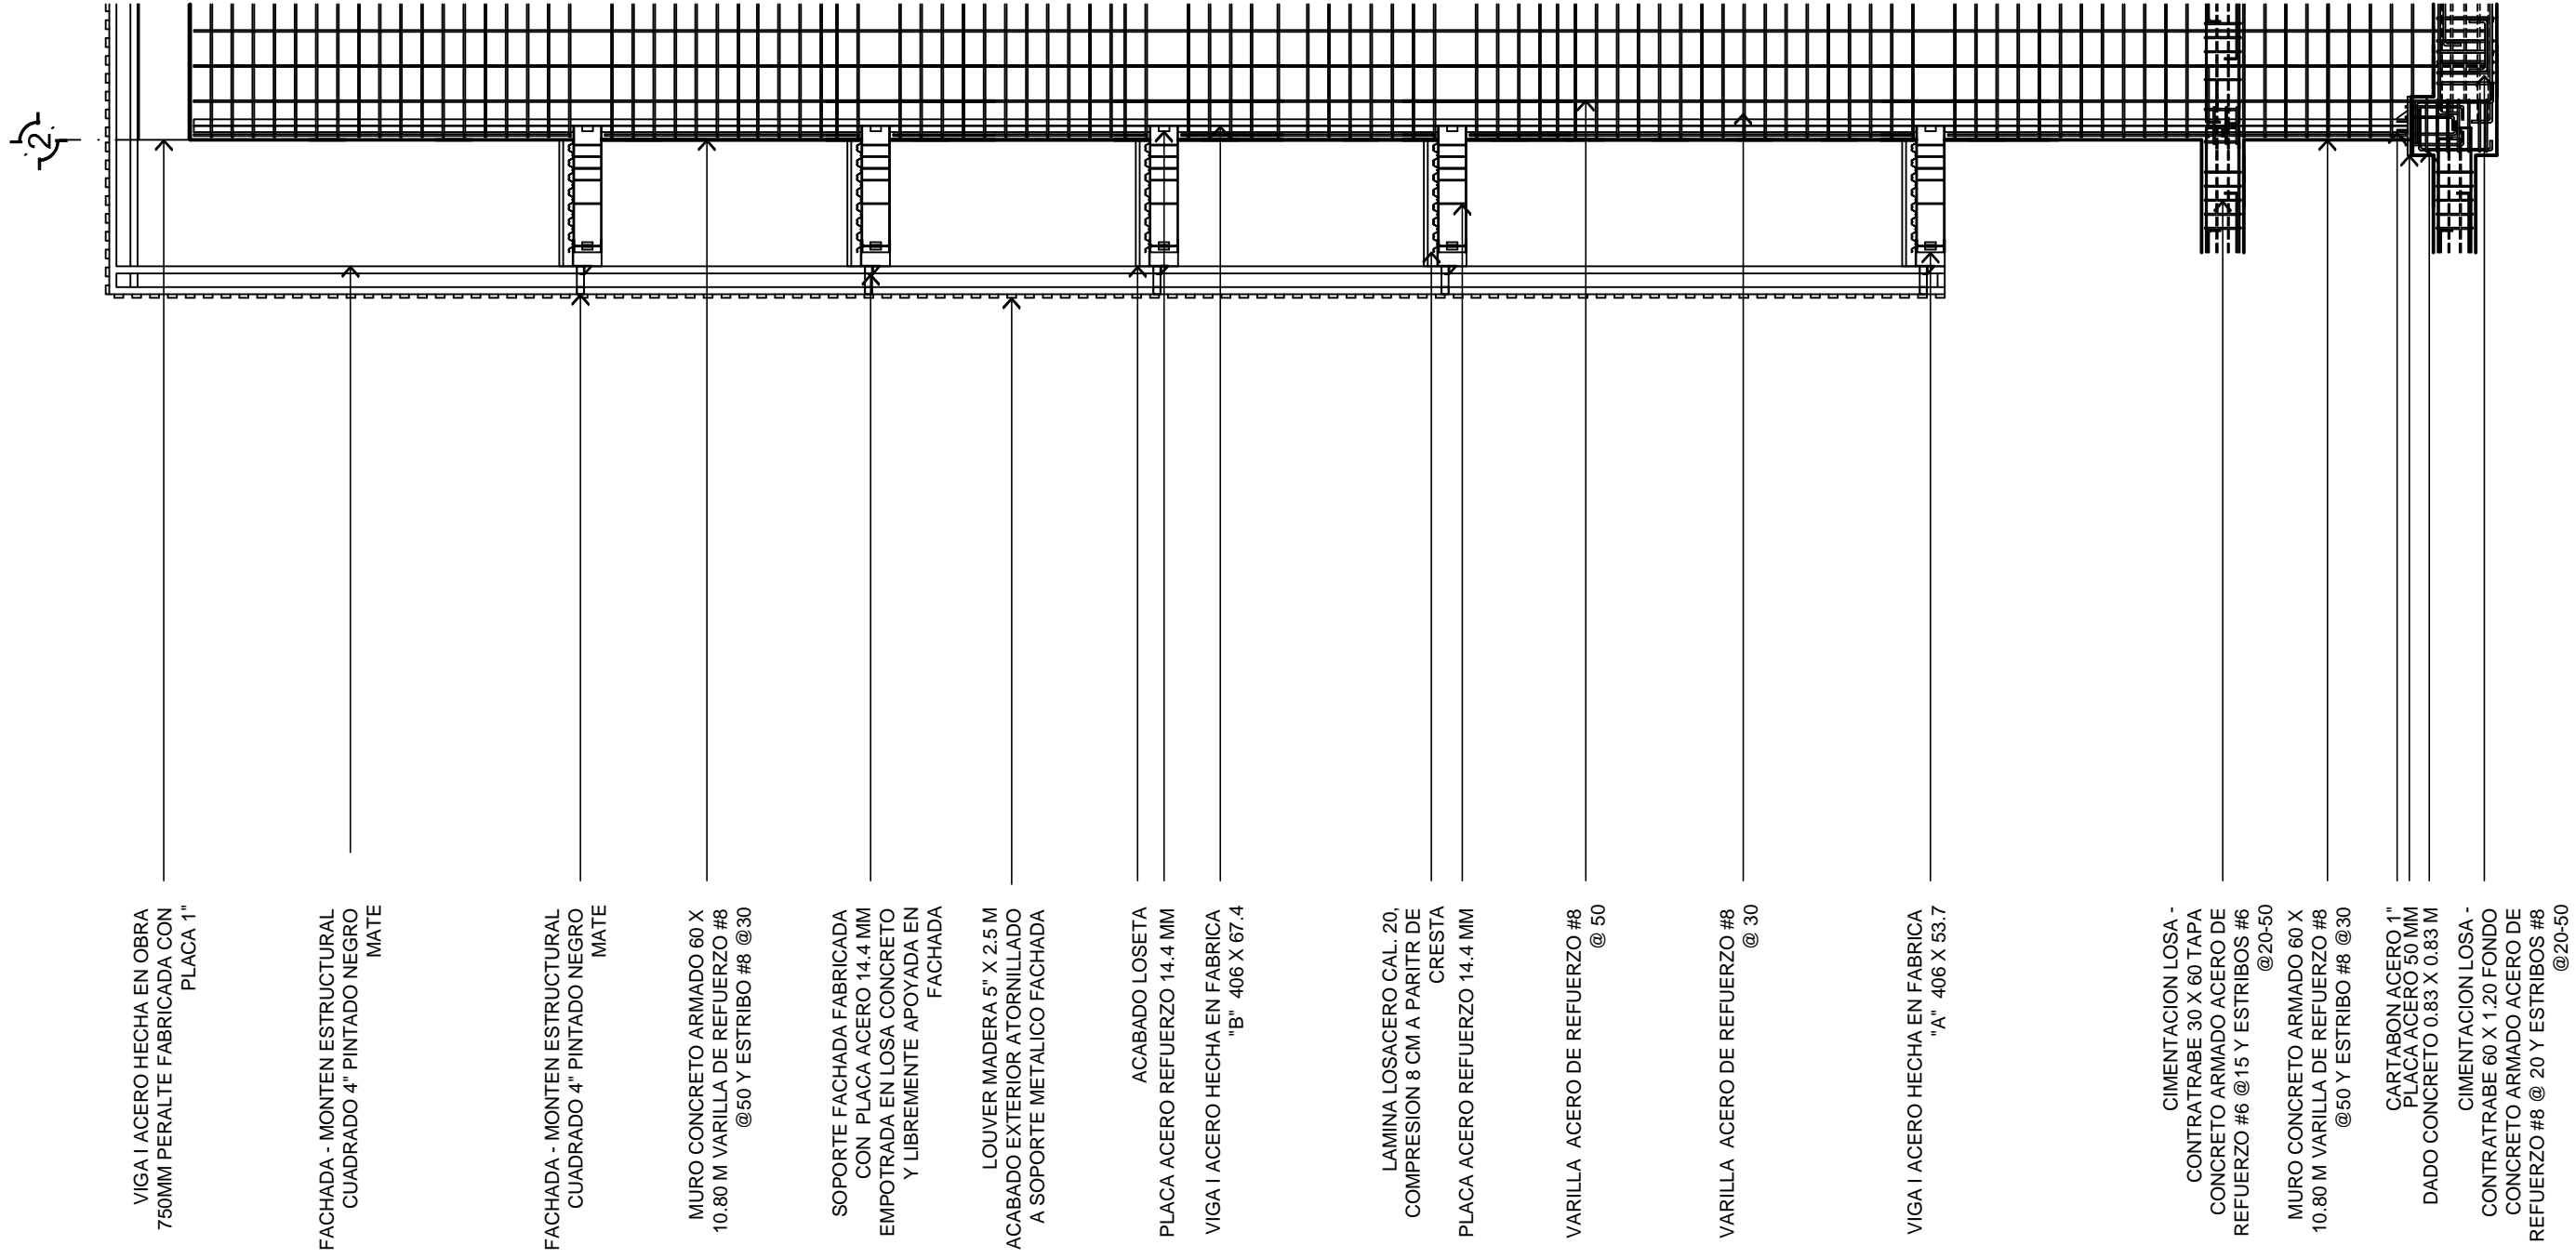 2
VIGA I ACERO HECHA EN OBRA
750MM PERALTE FABRICADA CON
PLACA 1"
FACHADA - MONTEN ESTRUCTURAL
CUADRADO 4" PINTADO NEGRO
MATE
FACHADA - MONTEN ESTRUCTURAL
CUADRADO 4" PINTADO NEGRO
MATE
MURO CONCRETO ARMADO 60 X
10.80 M VARILLA DE REFUERZO #8
@50 Y ESTRIBO #8 @30
SOPORTE FACHADA FABRICADA
CON PLACA ACERO 14.4 MM
EMPOTRADA EN LOSA CONCRETO
Y LIBREMENTE APOYADA EN
FACHADA
LOUVER MADERA 5" X 2.5 M
ACABADO EXTERIOR ATORNILLADO
A SOPORTE METALICO FACHADA
ACABADO LOSETA
PLACA ACERO REFUERZO 14.4 MM
VIGA I ACERO HECHA EN FABRICA
"B" 406 X 67.4
LAMINA LOSACERO CAL. 20,
COMPRESION 8 CM A PARITR DE
CRESTA
PLACA ACERO REFUERZO 14.4 MM
VARILLA ACERO DE REFUERZO #8
@ 50
VARILLA ACERO DE REFUERZO #8
@ 30
VIGA I ACERO HECHA EN FABRICA
"A" 406 X 53.7
CIMENTACION LOSA -
CONTRATRABE 30 X 60 TAPA
CONCRETO ARMADO ACERO DE
REFUERZO #6 @15 Y ESTRIBOS #6
@20-50
MURO CONCRETO ARMADO 60 X
10.80 M VARILLA DE REFUERZO #8
@50 Y ESTRIBO #8 @30
CARTABON ACERO 1"
PLACA ACERO 50 MM
DADO CONCRETO 0.83 X 0.83 M
CIMENTACION LOSA -
CONTRATRABE 60 X 1.20 FONDO
CONCRETO ARMADO ACERO DE
REFUERZO #8 @ 20 Y ESTRIBOS #8
@20-50